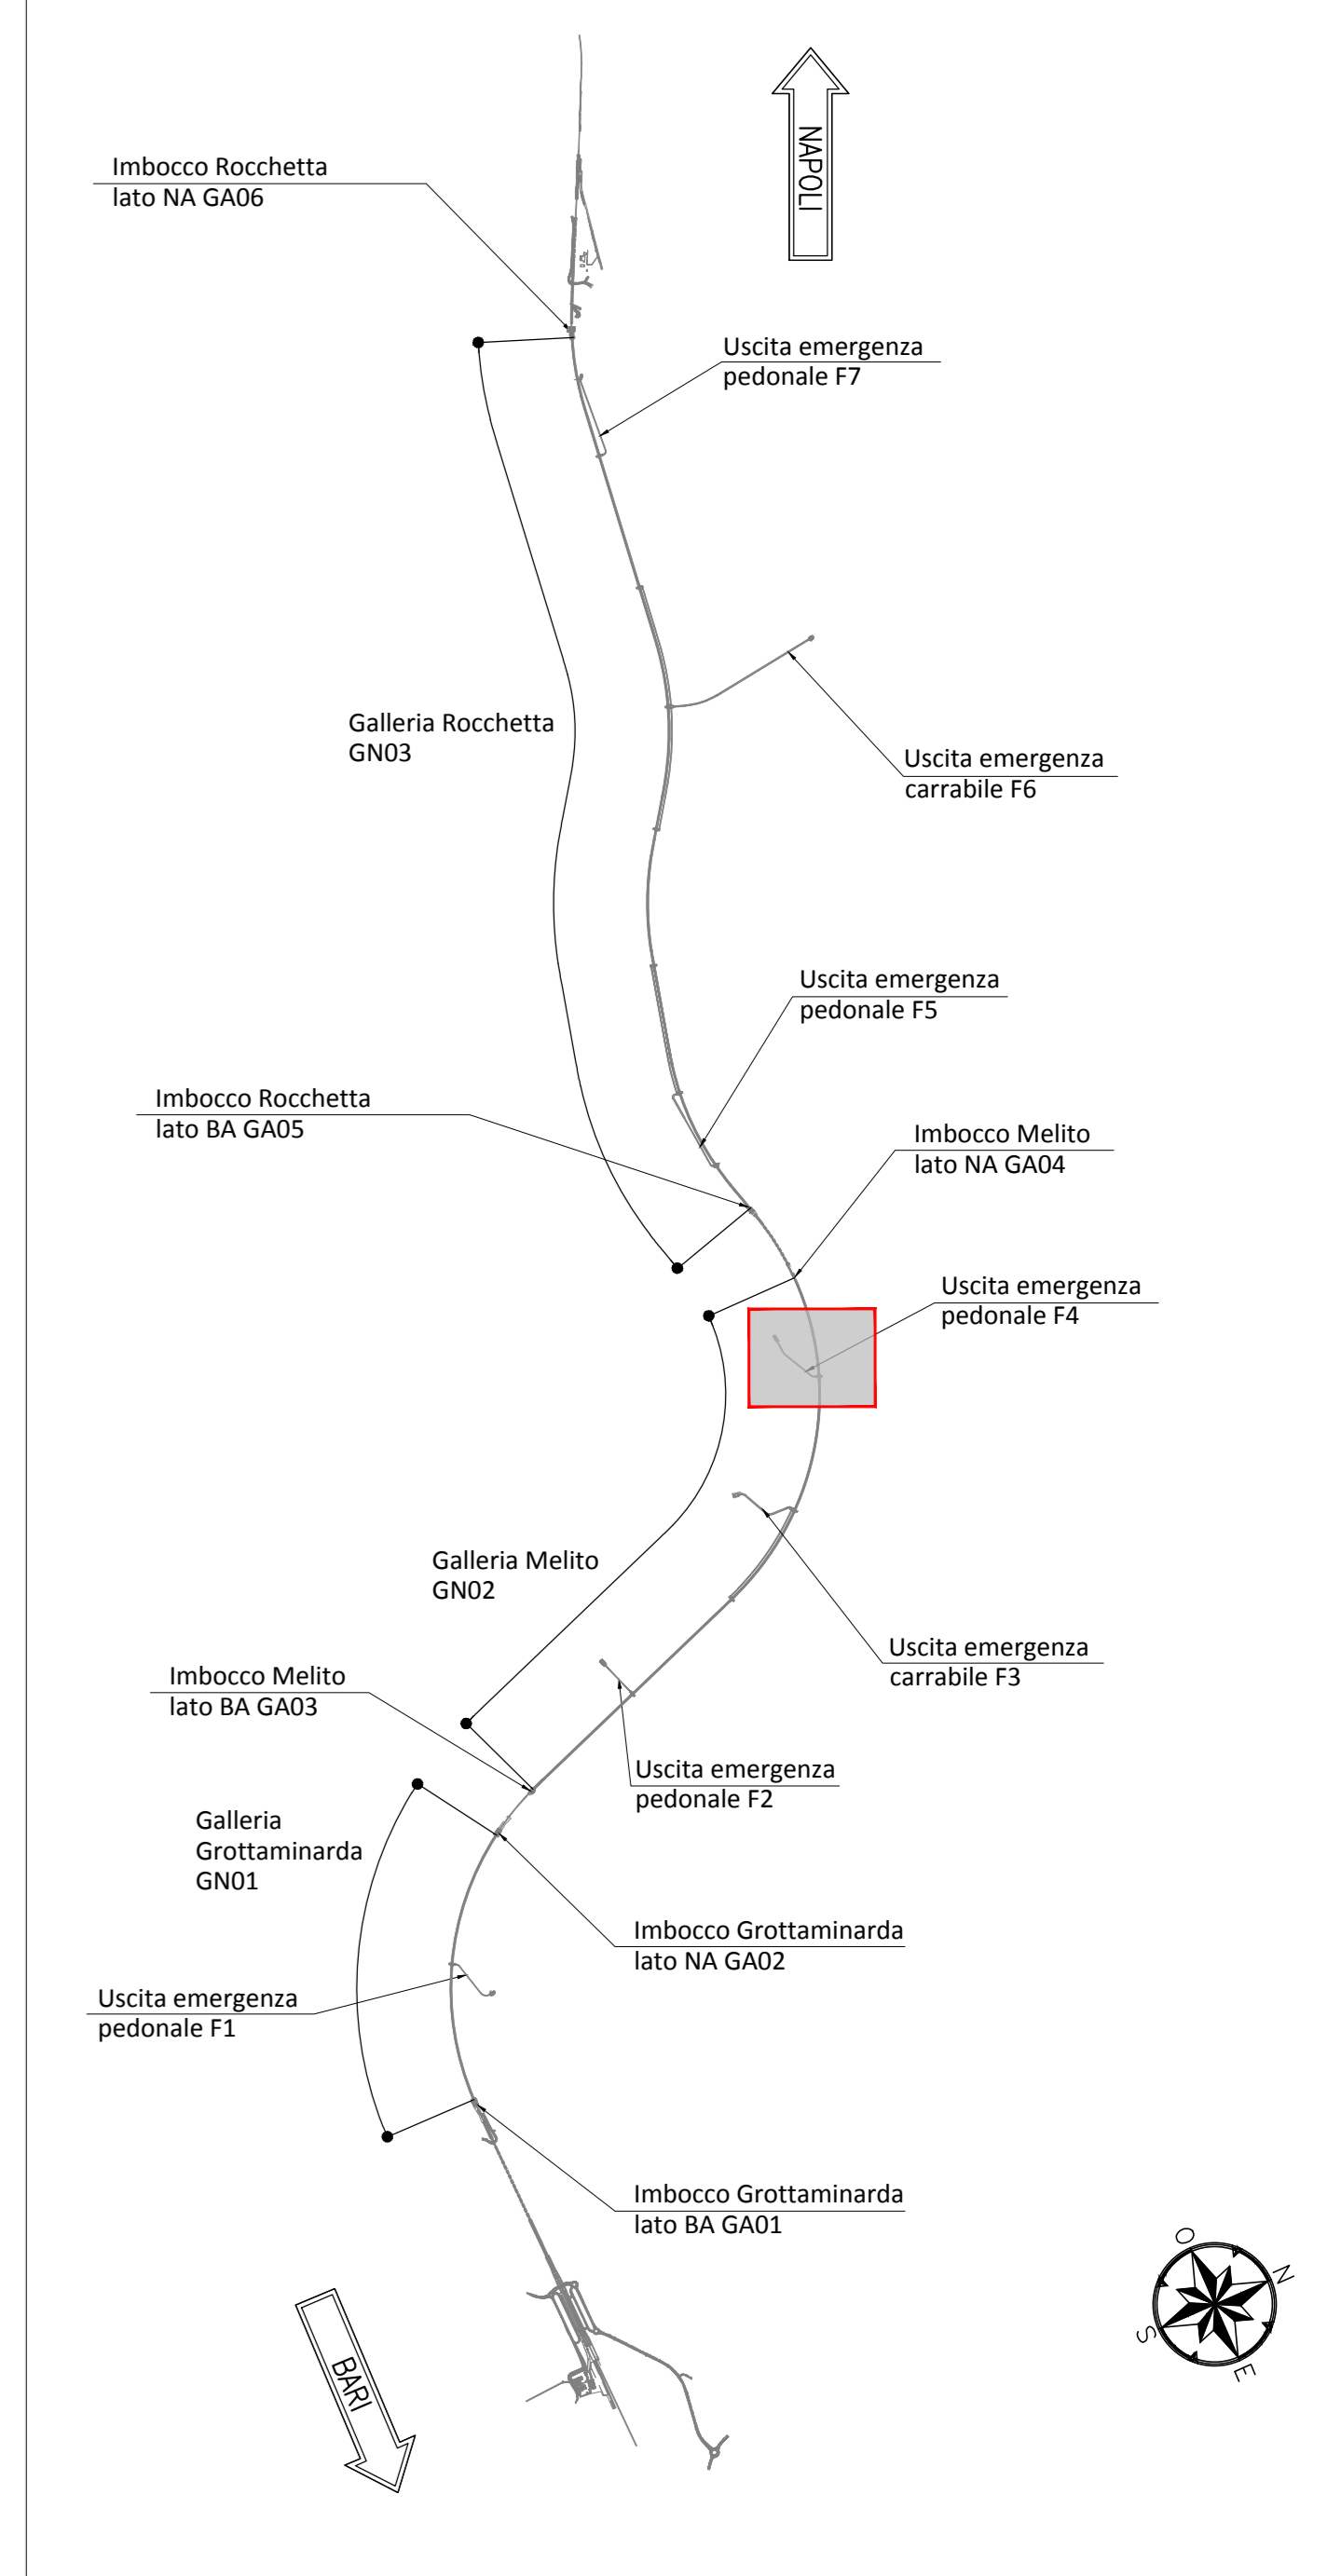 NAPOLI
Imbocco Rocchetta
lato NA GA06
Uscita emergenza
pedonale F7
Galleria Rocchetta
GN03
Uscita emergenza
carrabile F6
Uscita emergenza
pedonale F5
Imbocco Rocchetta
lato BA GA05
Imbocco Melito
lato NA GA04
Uscita emergenza
pedonale F4
Galleria Melito
GN02
Uscita emergenza
carrabile F3
Imbocco Melito
lato BA GA03
Uscita emergenza
pedonale F2
Galleria
Grottaminarda
GN01
Imbocco Grottaminarda
lato NA GA02
Uscita emergenza
pedonale F1
Imbocco Grottaminarda
lato BA GA01
O
N
S
E
BARI